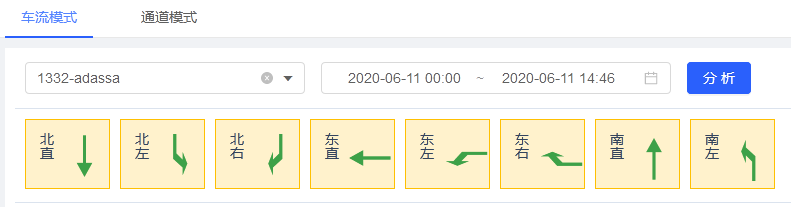 车流模式 通道模式
1332-adassa 2020-06-11 00:00 ~ 2020-06-11 14:46 分 析
北直 北左 北右 东直 东左 东右 南直 南左